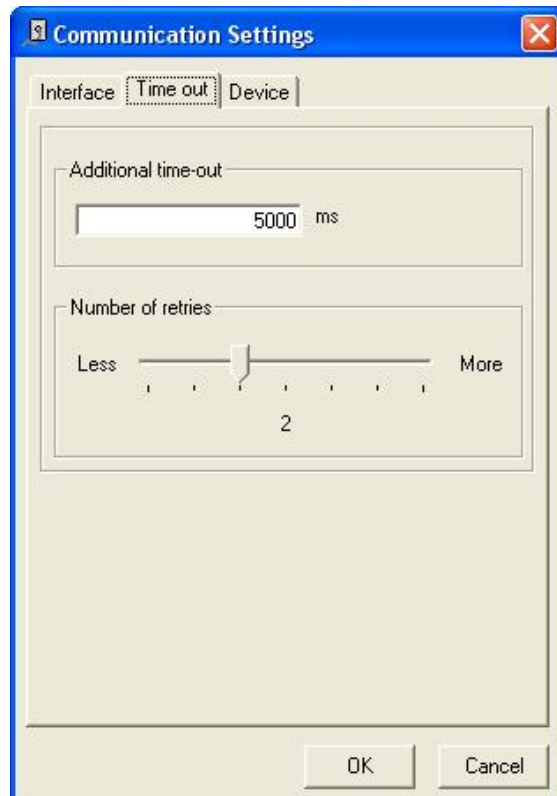 Communication Settings
Interface Time out Device
Additional time-out
5000 ms
Number of retries
Less More
2
OK Cancel